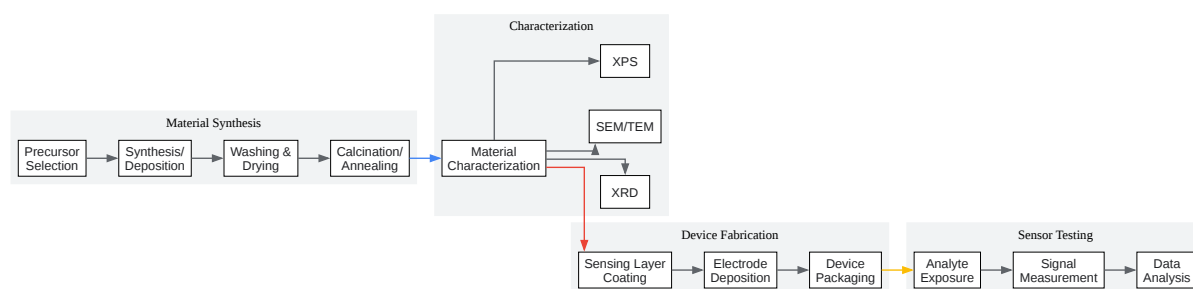 Characterization
XPS
SEM/TEM
Material
Characterization
XRD
Material Synthesis
Precursor
Selection
Synthesis/
Deposition
Washing &
Drying
Calcination/
Annealing
Device Fabrication
Sensing Layer
Coating
Electrode
Deposition
Device
Packaging
Sensor Testing
Analyte
Exposure
Signal
Measurement
Data
Analysis